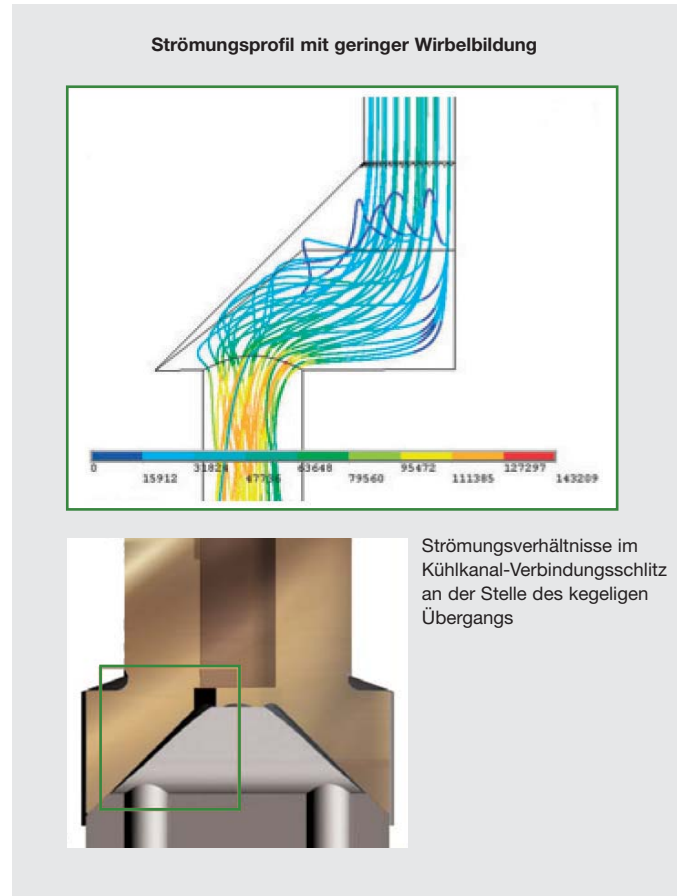 Strömungsprofil mit geringer Wirbelbildung
0 31824 63648 95472 127297
15912 47736 79560 111385 143209
Strömungsverhältnisse im
Kühlkanal-Verbindungsschlitz
an der Stelle des kegeligen
Übergangs